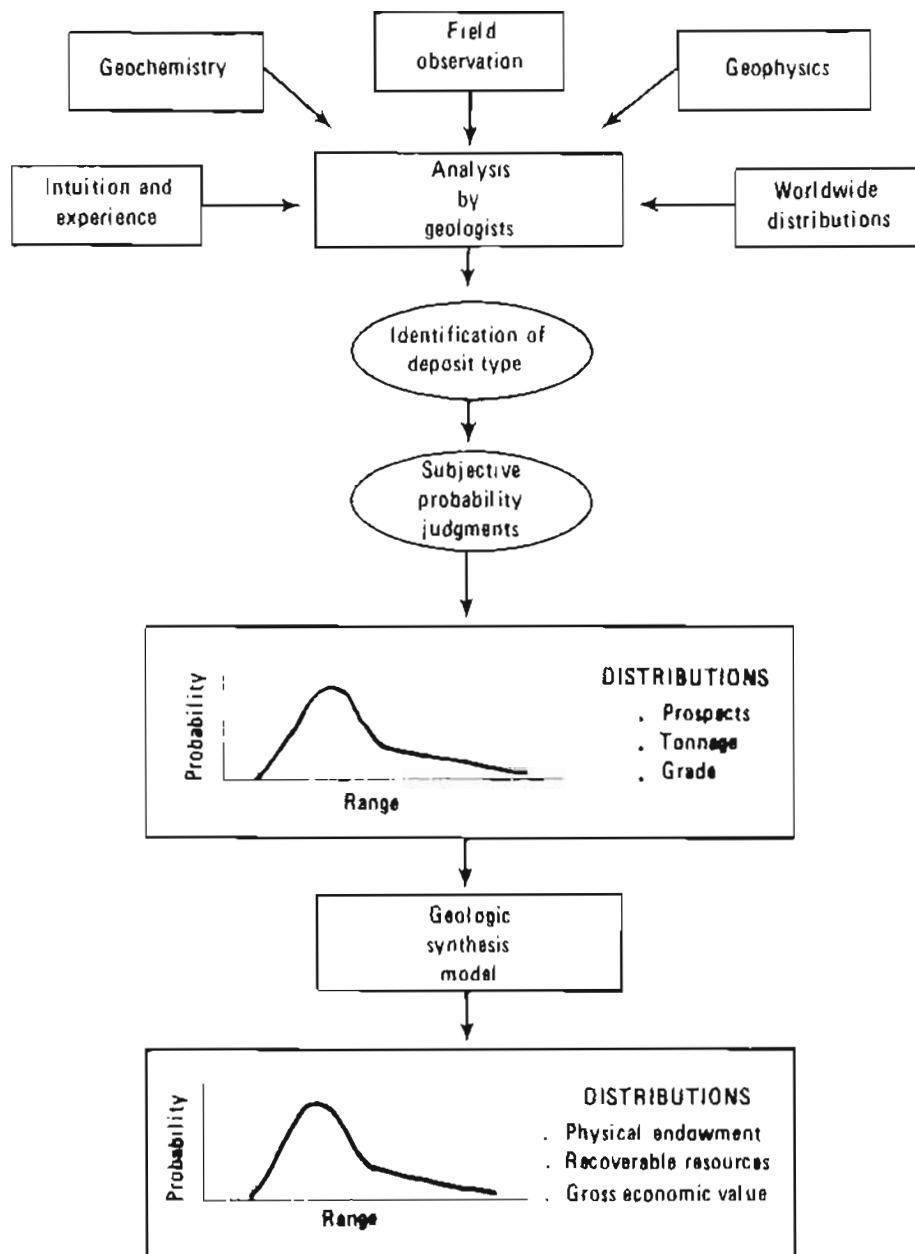 Field
observation
Geochemistry
Geophysics
Intuition and
experience
Analysis
by
geologists
Worldwide
distributions
Identification of
deposit type
Subjective
probability
judgments
Probability
Range
DISTRIBUTIONS
. Prospects
. Tonnage
. Grade
Geologic
synthesis
model
Probability
Range
DISTRIBUTIONS
. Physical endowment
. Recoverable resources
. Gross economic value